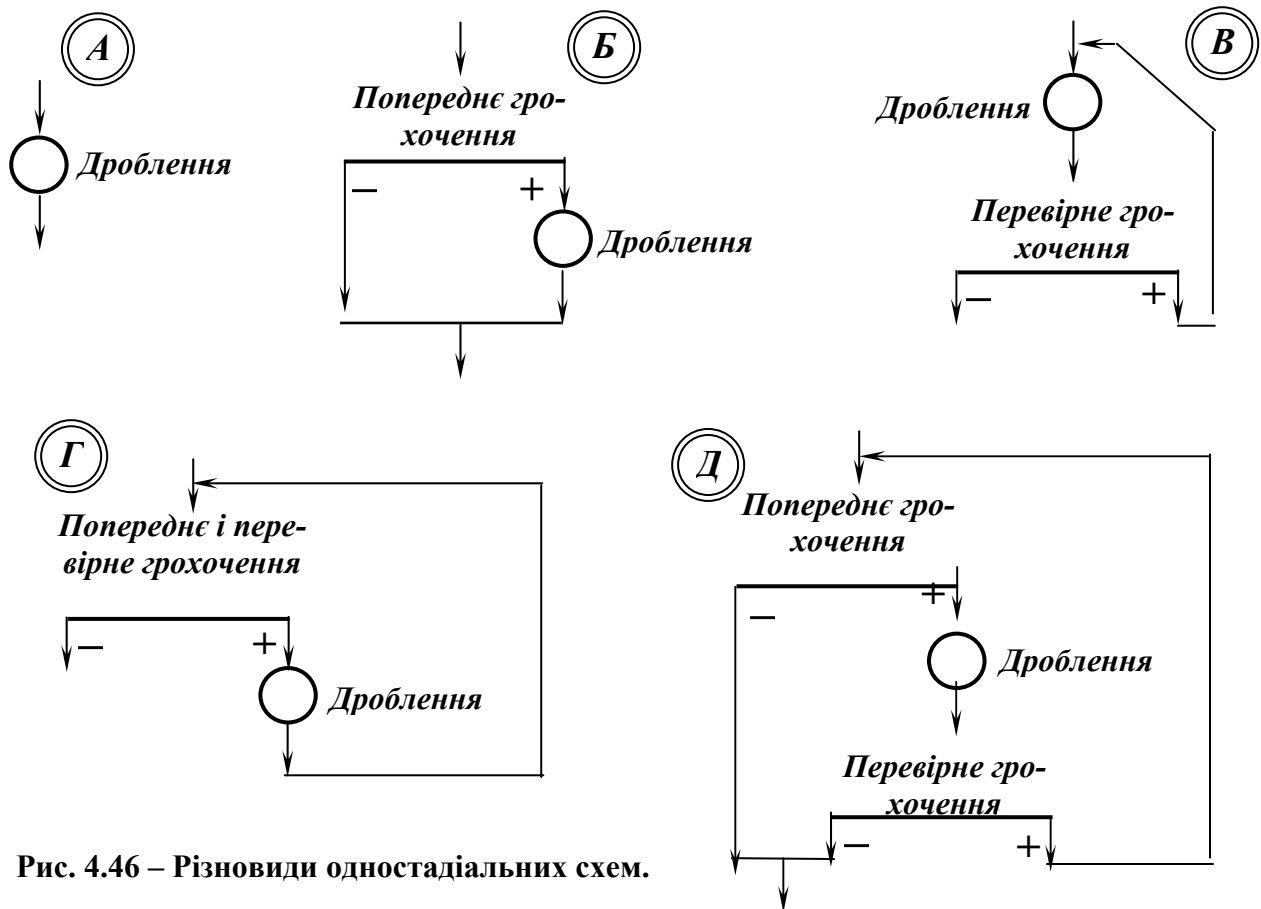 А
Дроблення
Б
Попереднє гро-
хочення
−
+
Дроблення
В
Дроблення
Перевірне гро-
хочення
−
+
Г
Попереднє і пере-
вірне грохочення
−
+
Дроблення
Д
Попереднє гро-
хочення
−
+
Дроблення
Перевірне гро-
хочення
−
+
Рис. 4.46 – Різновиди одностадіальних схем.